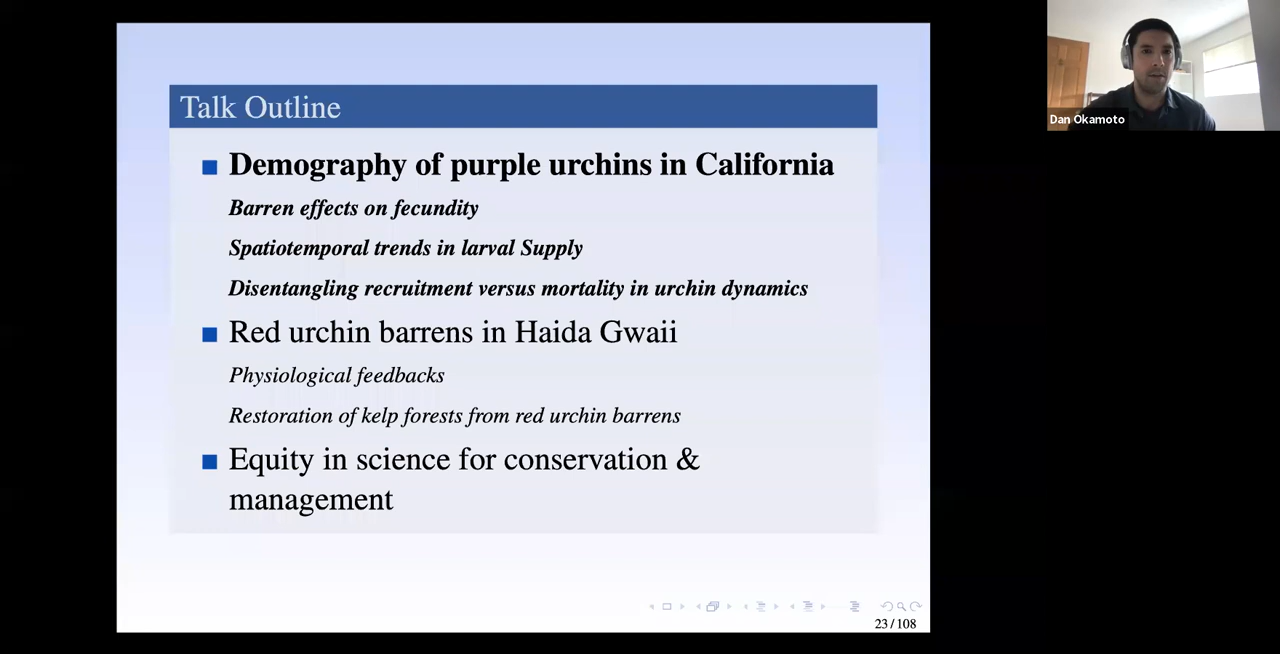 Talk Outline
Demography of purple urchins in California
Barren effects on fecundity
Spatiotemporal trends in larval Supply
Disentangling recruitment versus mortality in urchin dynamics
Red urchin barrens in Haida Gwaii
Physiological feedbacks
Restoration of kelp forests from red urchin barrens
Equity in science for conservation &
management
23 / 108
Dan Okamoto